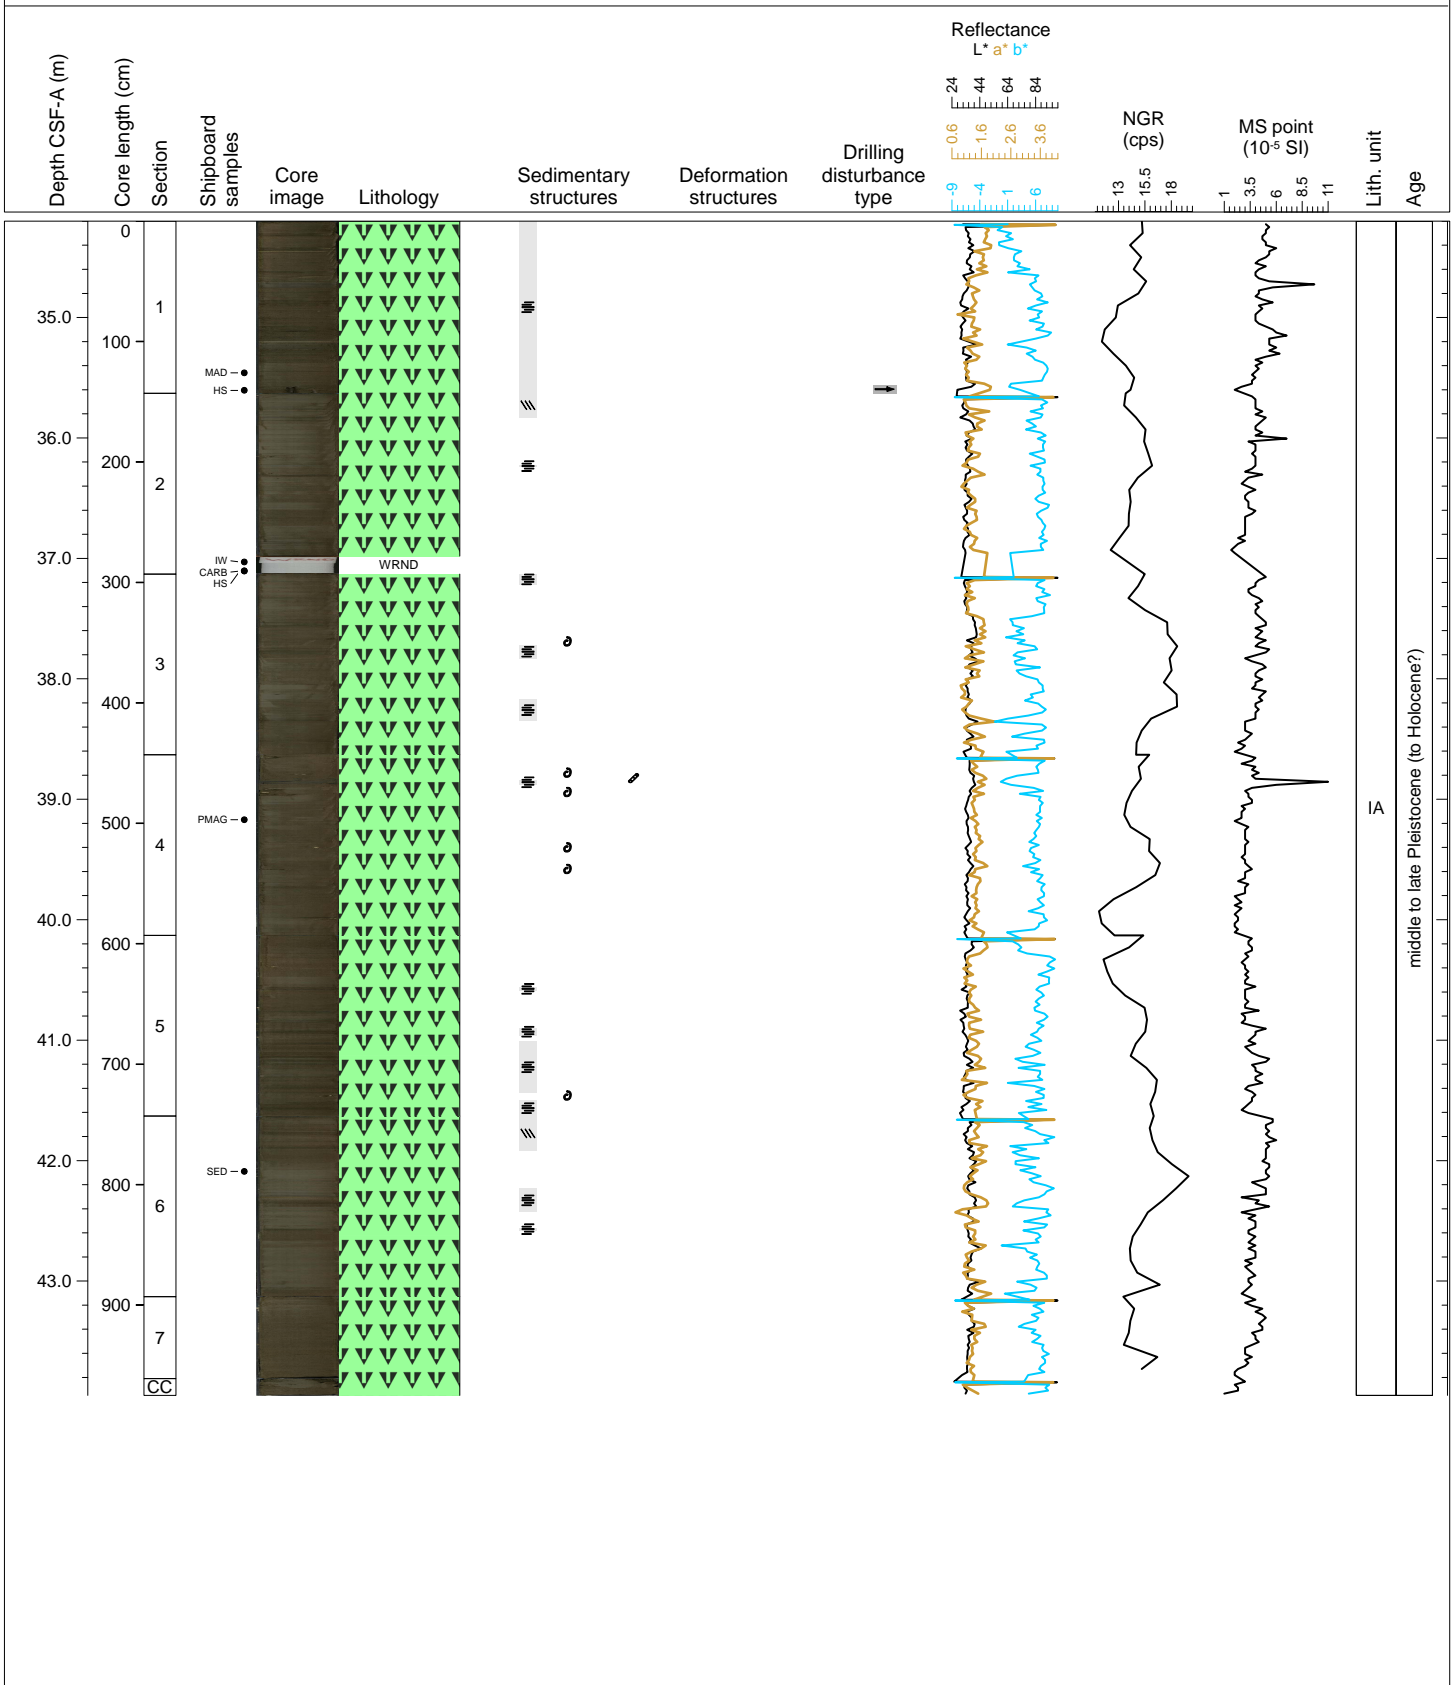 Depth CSF-A (m)
Core length (cm)
Section
Shipboard
samples
Core
image
Lithology
Sedimentary
structures
Deformation
structures
Drilling
disturbance
type
Reflectance
L* a* b*
24 44 64 84
0.6 1.6 2.6 3.6
-9 -4 1 6
NGR
(cps)
13 15.5 18
MS point
(10⁻⁵ SI)
1 3.5 6 8.5 11
Lith. unit
Age
0
1
35.0
100
MAD
HS
36.0
200
2
37.0
IW
CARB
HS
WRND
300
3
38.0
400
39.0
500
PMAG
4
40.0
600
5
41.0
700
42.0
SED
800
6
43.0
900
7
CC
IA
middle to late Pleistocene (to Holocene?)